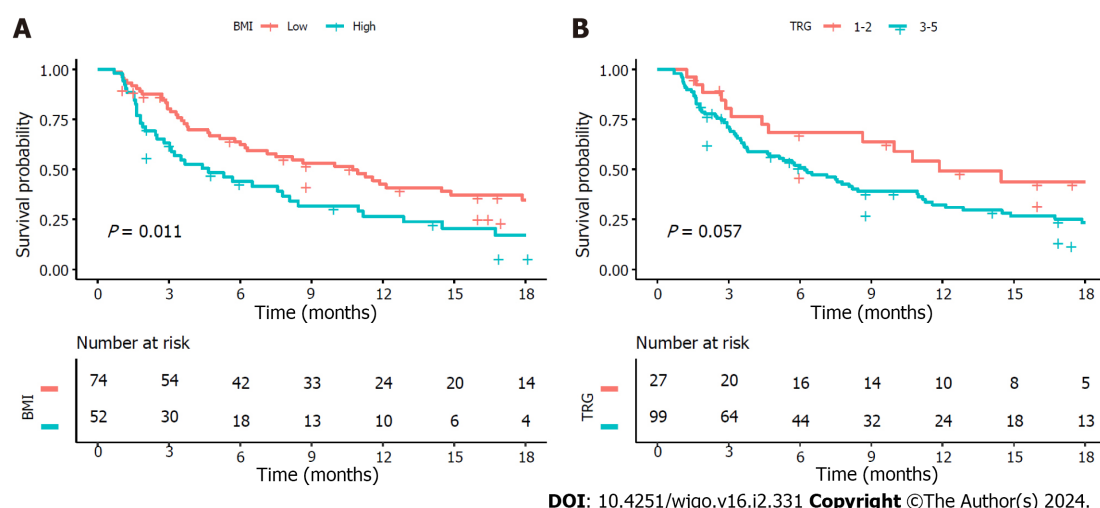 A
BMI Low High
1.00
0.75
0.50
0.25
0.00
Survival probability
P = 0.011
0 3 6 9 12 15 18
Time (months)
Number at risk
BMI
74 54 42 33 24 20 14
52 30 18 13 10 6 4
0 3 6 9 12 15 18
Time (months)
B
TRG 1-2 3-5
1.00
0.75
0.50
0.25
0.00
Survival probability
P = 0.057
0 3 6 9 12 15 18
Time (months)
Number at risk
TRG
27 20 16 14 10 8 5
99 64 44 32 24 18 13
0 3 6 9 12 15 18
Time (months)
DOI: 10.4251/wjgo.v16.i2.331 Copyright ©The Author(s) 2024.